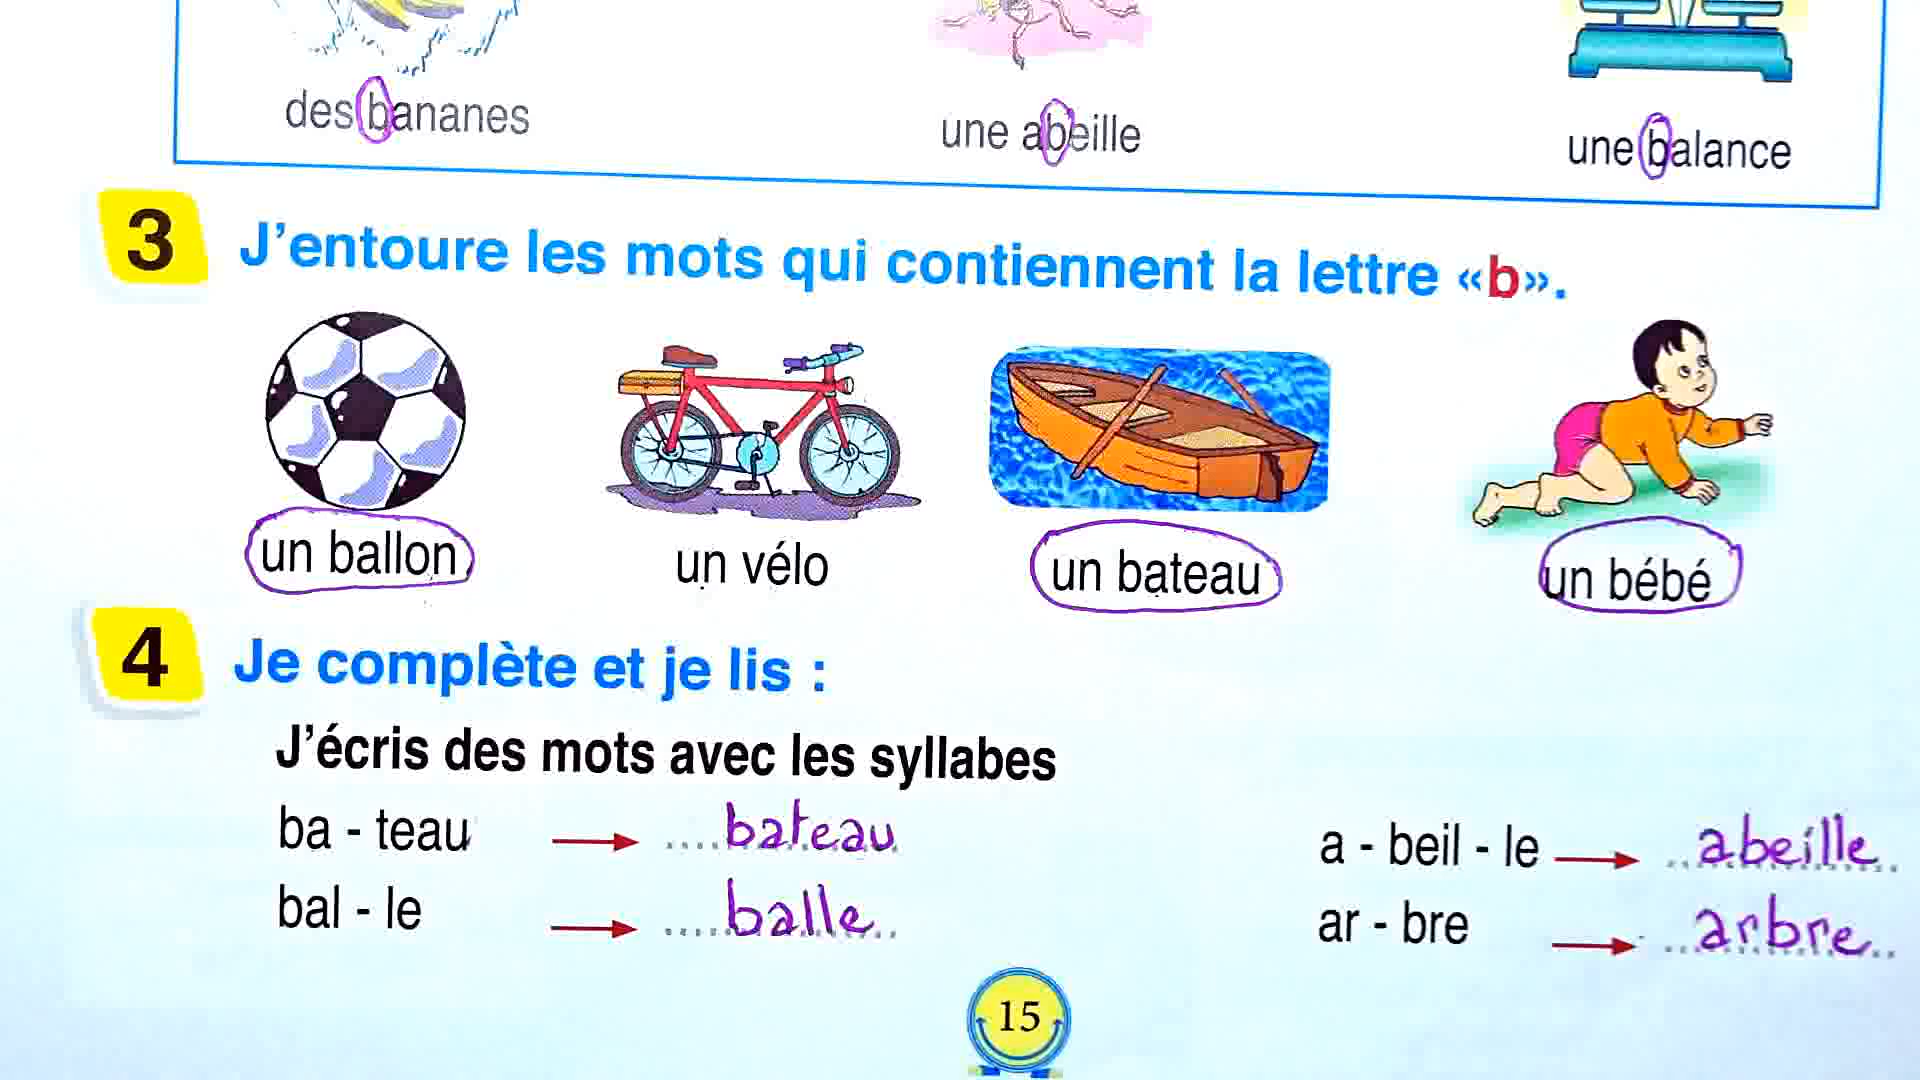 des bananes
une abeille
une balance
3 J'entoure les mots qui contiennent la lettre «b».
un ballon
un vélo
un bateau
un bébé
4 Je complète et je lis :
J'écris des mots avec les syllabes
ba - teau → bateau
a - beil - le → abeille
bal - le → balle
ar - bre → arbre
15